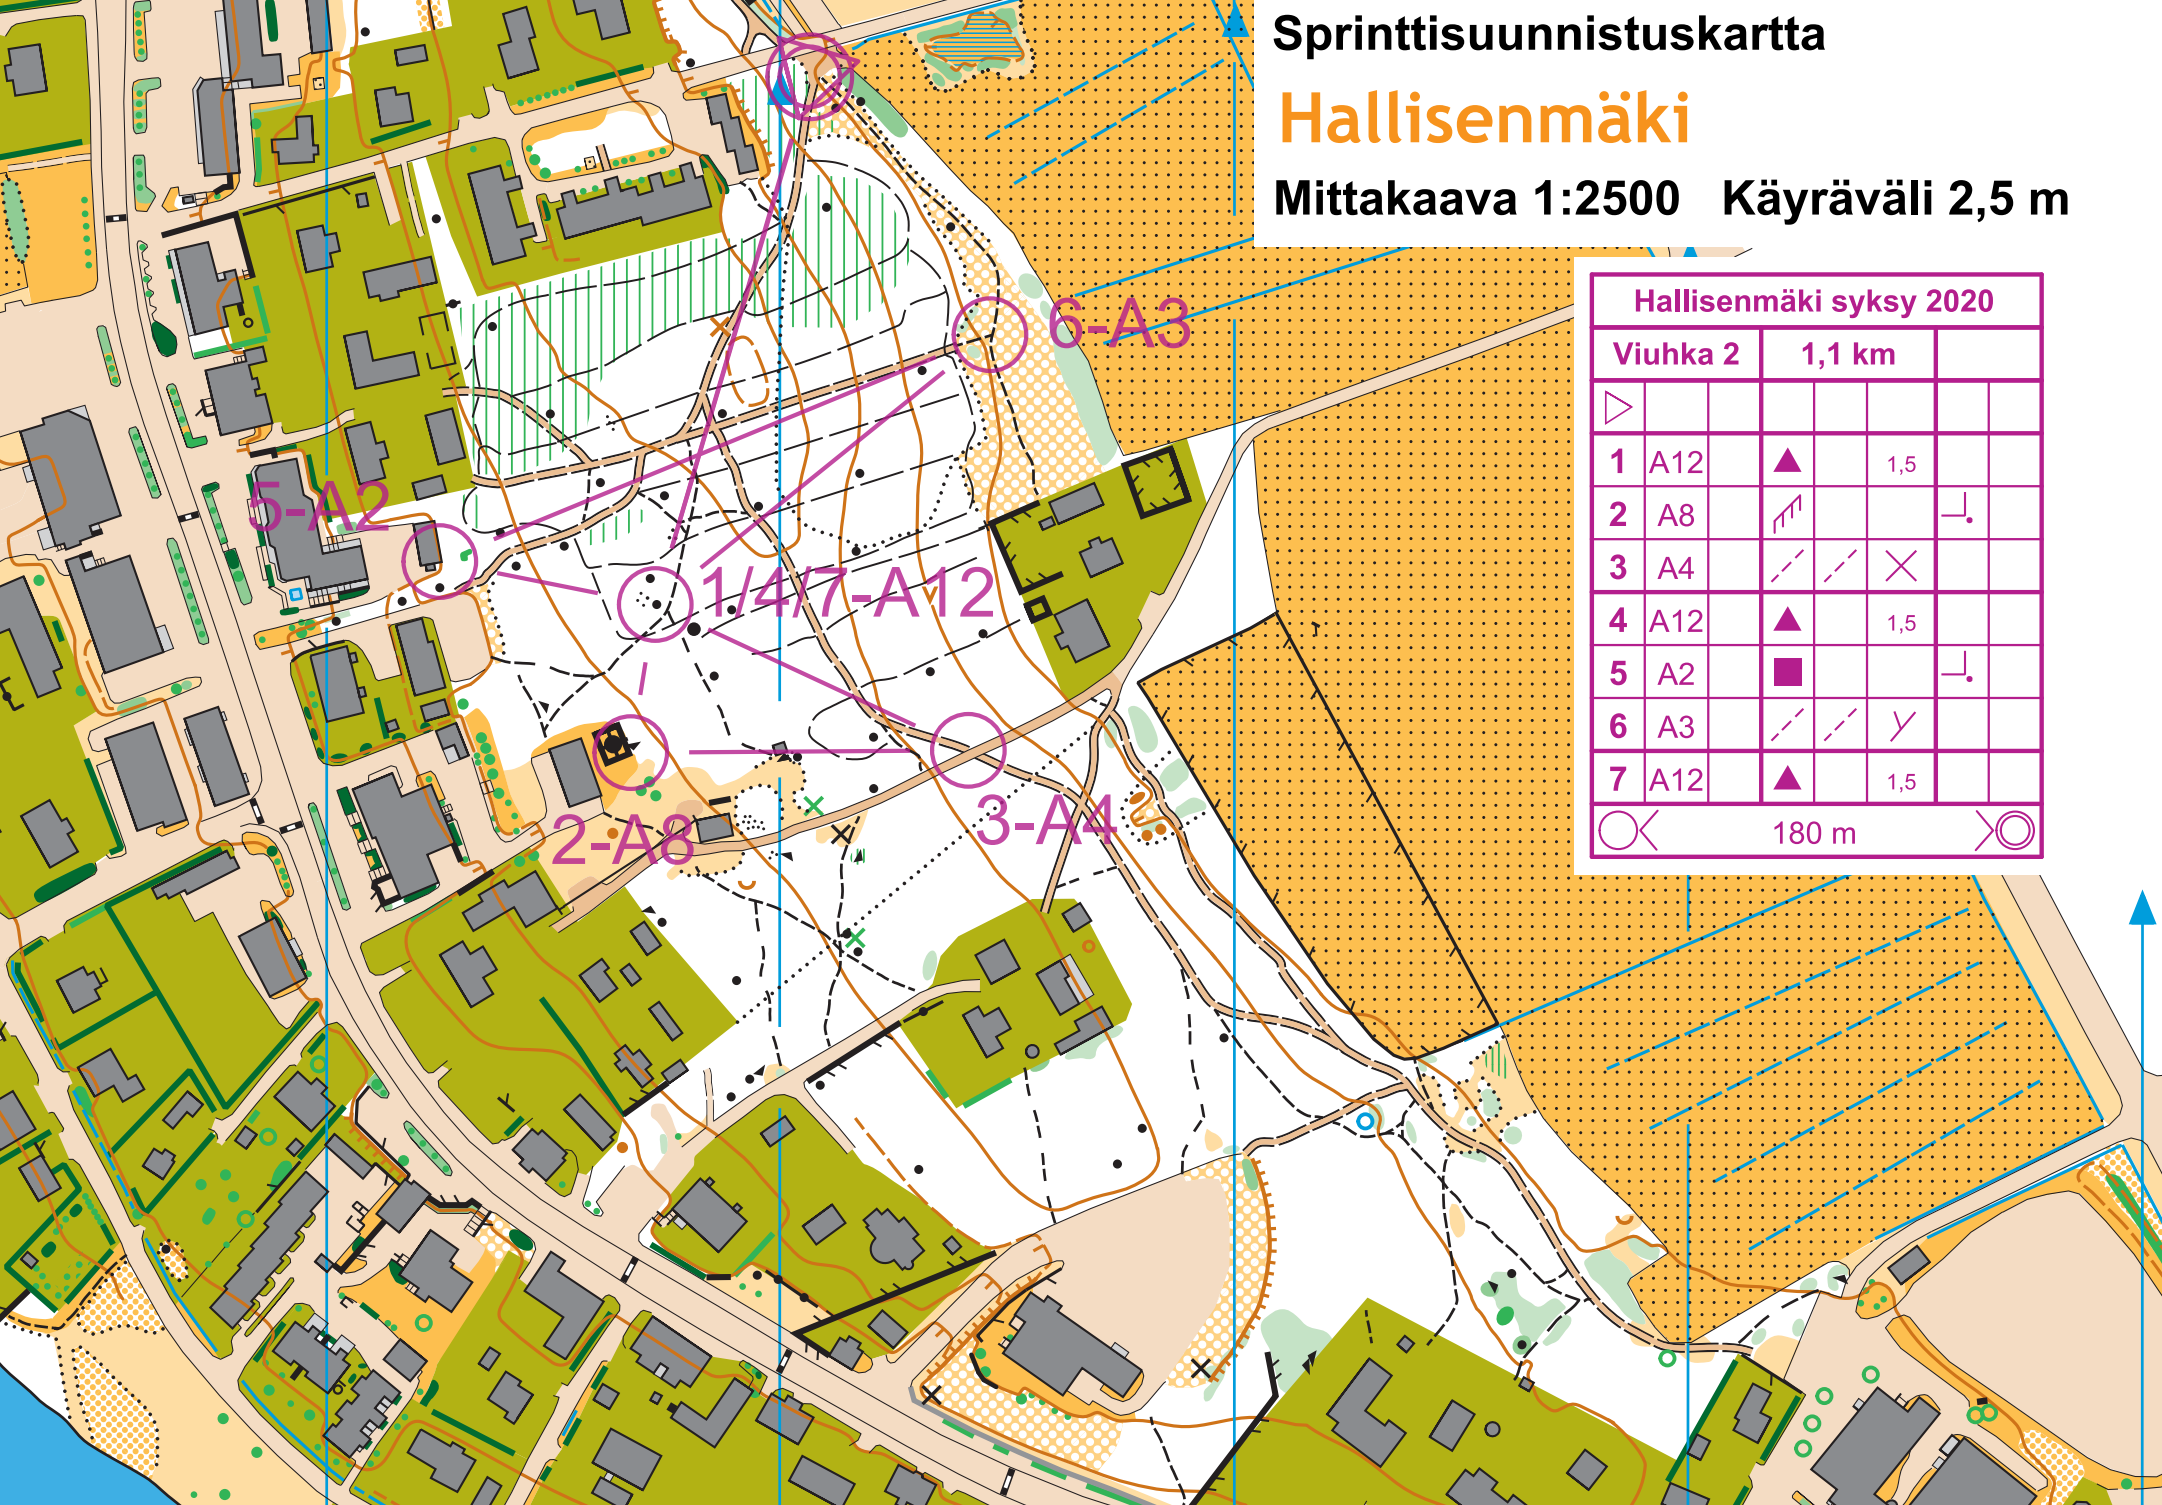 Sprinttisuunnistuskartta
Hallisenmäki
Mittakaava 1:2500 Käyräväli 2,5 m
Hallisenmäki syksy 2020
Viuhka 2 1,1 km
1 A12 1,5
2 A8
3 A4
4 A12 1,5
5 A2
6 A3
7 A12 1,5
180 m
6-A3
5-A2
1/4/7-A12
2-A8
3-A4